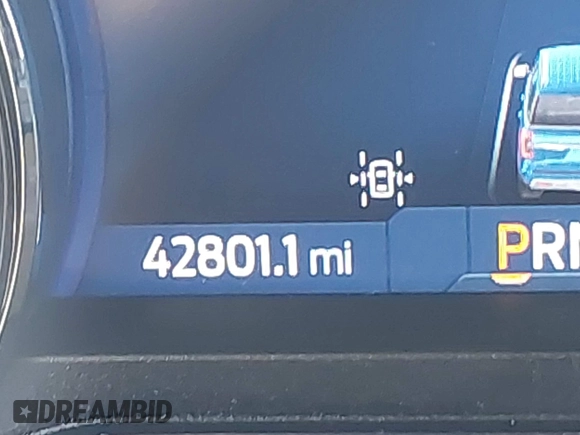 42801.1 mi
PRN
DREAMBID